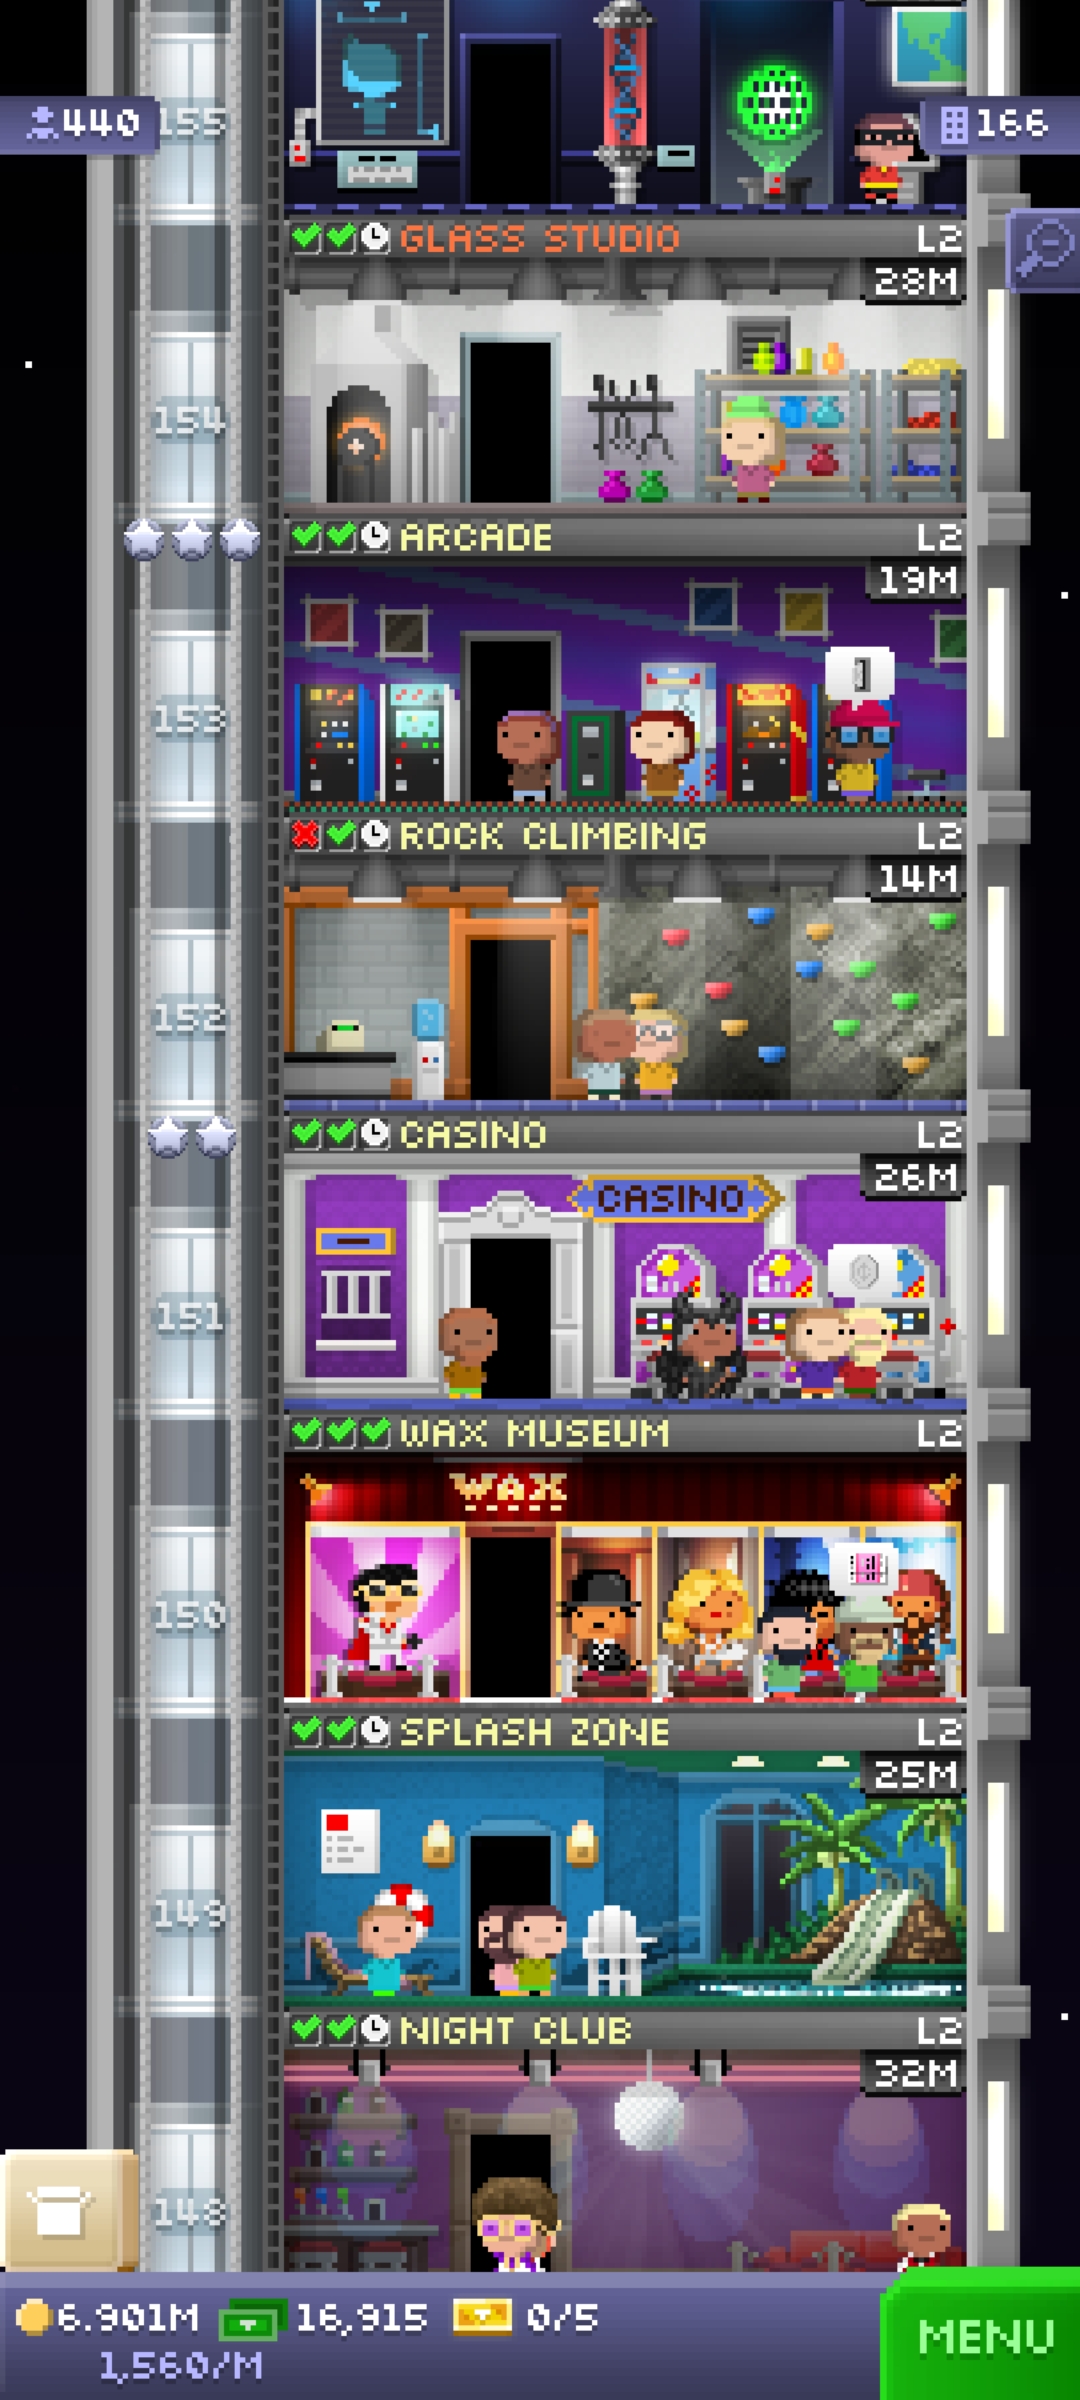 440
155
166
GLASS STUDIO L2
28M
154
ARCADE L2
19M
153
ROCK CLIMBING L2
14M
152
CASINO L2
26M
CASINO
151
WAX MUSEUM L2
WAX
150
SPLASH ZONE L2
25M
149
NIGHT CLUB L2
32M
148
6.901M 16,915 0/5
1,560/M
MENU